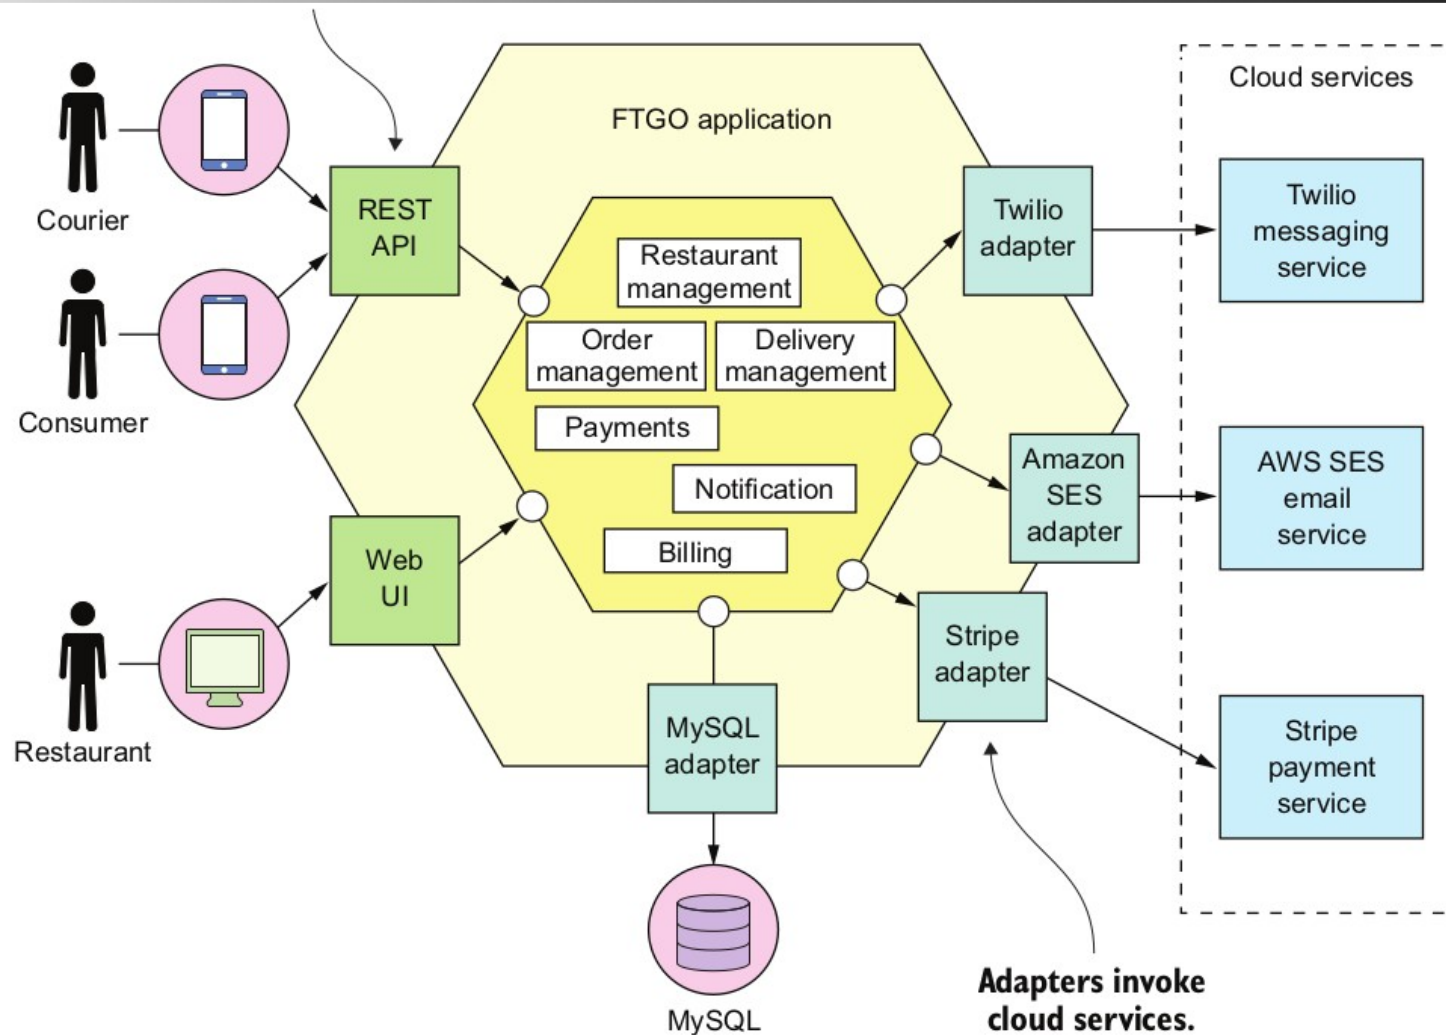 FTGO application
Cloud services
Courier
REST
API
Twilio
adapter
Twilio
messaging
service
Restaurant
management
Order
management
Delivery
management
Consumer
Payments
Notification
Billing
Amazon
SES
adapter
AWS SES
email
service
Web
UI
Restaurant
Stripe
adapter
Stripe
payment
service
MySQL
adapter
MySQL
Adapters invoke
cloud services.